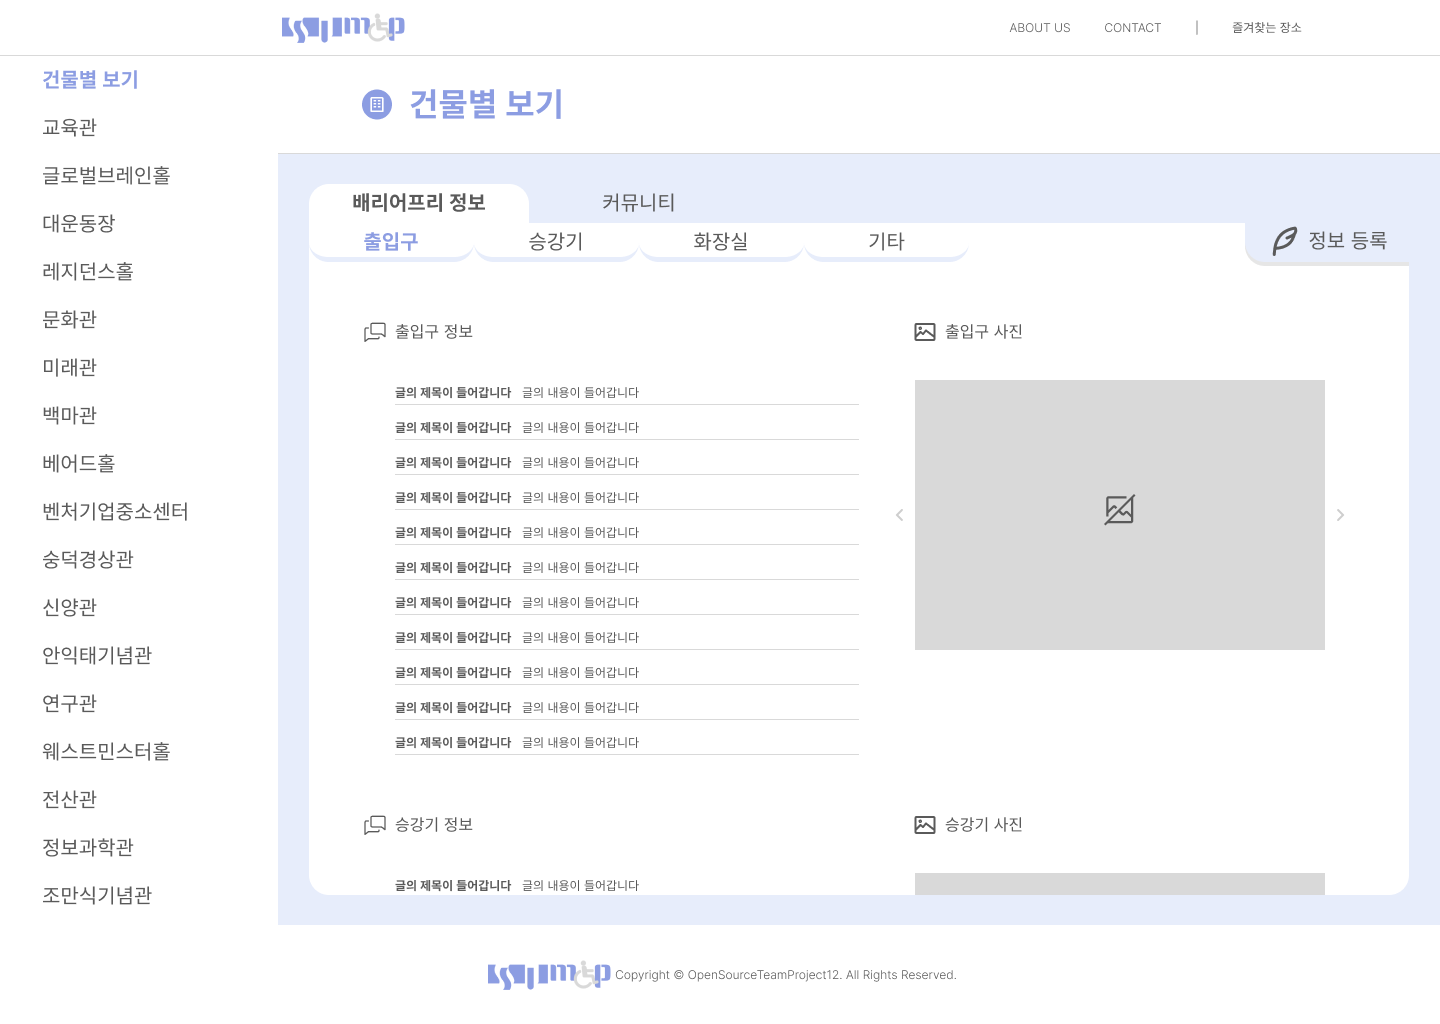 ABOUT US CONTACT | 즐겨찾는 장소
건물별 보기
교육관
글로벌브레인홀
대운동장
레지던스홀
문화관
미래관
백마관
베어드홀
벤처기업중소센터
숭덕경상관
신양관
안익태기념관
연구관
웨스트민스터홀
전산관
정보과학관
조만식기념관
건물별 보기
배리어프리 정보 커뮤니티
출입구 승강기 화장실 기타 정보 등록
출입구 정보
글의 제목이 들어갑니다 글의 내용이 들어갑니다
글의 제목이 들어갑니다 글의 내용이 들어갑니다
글의 제목이 들어갑니다 글의 내용이 들어갑니다
글의 제목이 들어갑니다 글의 내용이 들어갑니다
글의 제목이 들어갑니다 글의 내용이 들어갑니다
글의 제목이 들어갑니다 글의 내용이 들어갑니다
글의 제목이 들어갑니다 글의 내용이 들어갑니다
글의 제목이 들어갑니다 글의 내용이 들어갑니다
글의 제목이 들어갑니다 글의 내용이 들어갑니다
글의 제목이 들어갑니다 글의 내용이 들어갑니다
글의 제목이 들어갑니다 글의 내용이 들어갑니다
출입구 사진
승강기 정보
글의 제목이 들어갑니다 글의 내용이 들어갑니다
승강기 사진
Copyright © OpenSourceTeamProject12. All Rights Reserved.